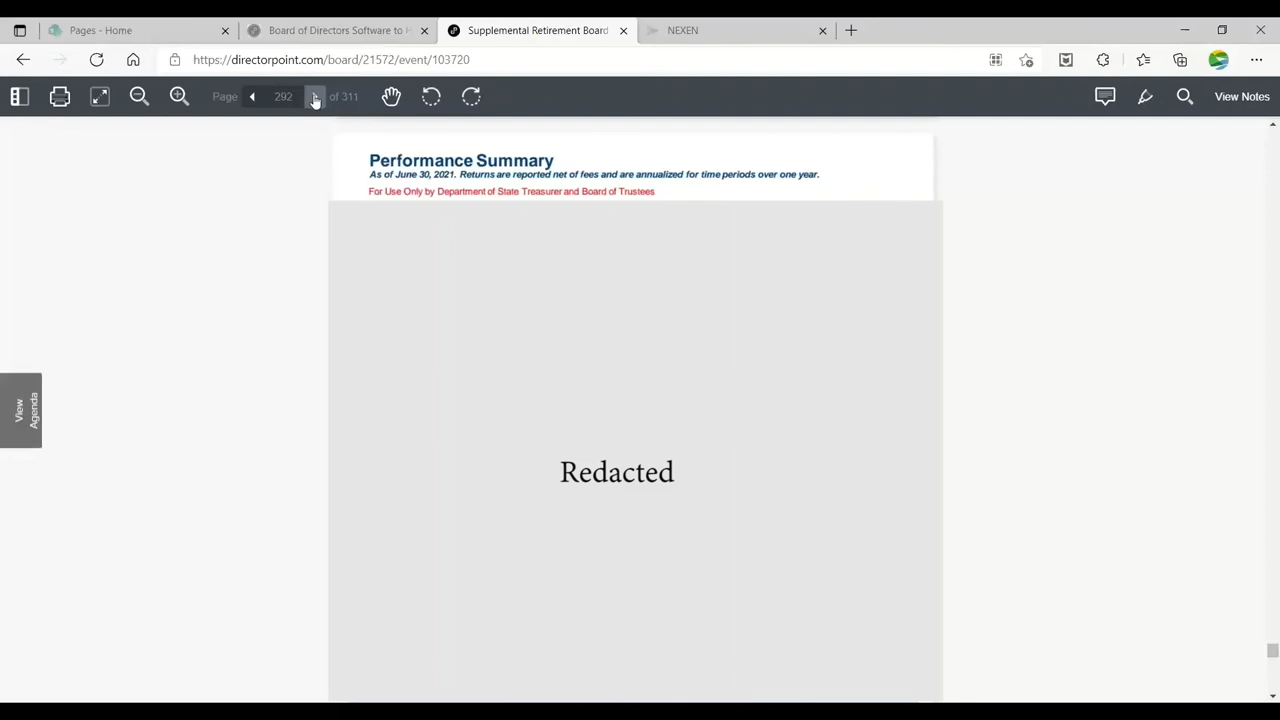 Pages - Home
Board of Directors Software to H
Supplemental Retirement Board
NEXEN
https://directorpoint.com/board/21572/event/103720
Page 292 of 311
View Notes
Performance Summary
As of June 30, 2021. Returns are reported net of fees and are annualized for time periods over one year.
For Use Only by Department of State Treasurer and Board of Trustees
View
Agenda
Redacted